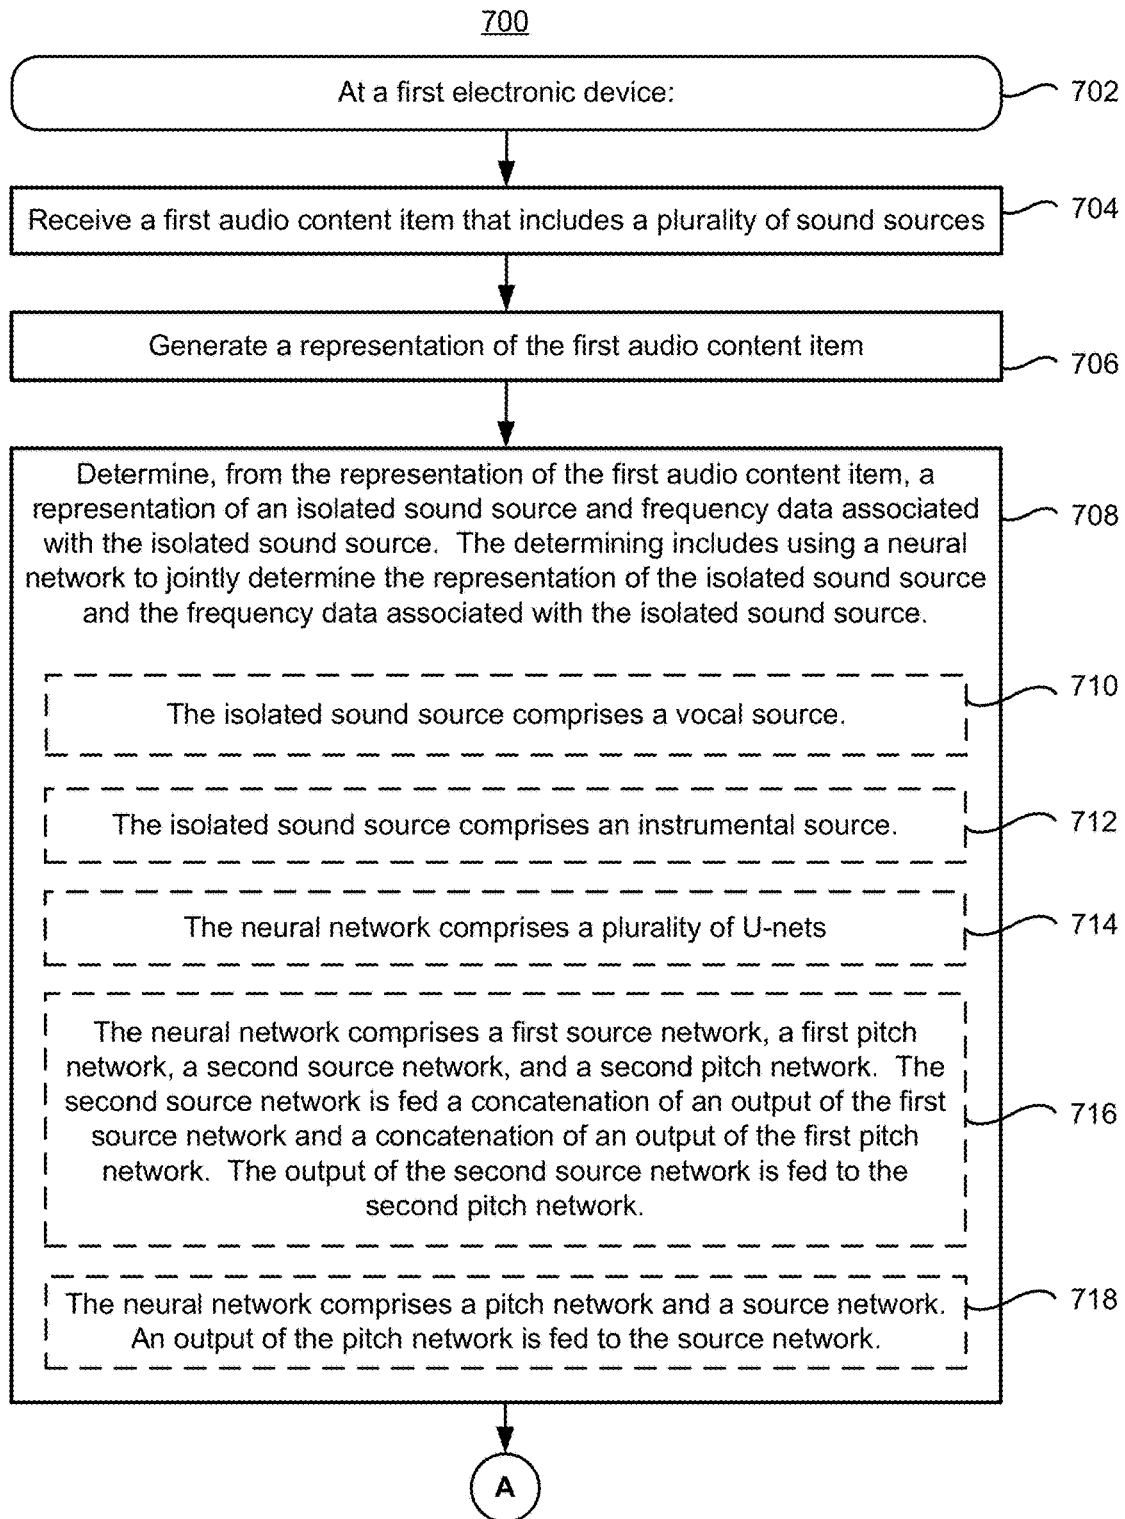 700
At a first electronic device:
702
Receive a first audio content item that includes a plurality of sound sources
704
Generate a representation of the first audio content item
706
Determine, from the representation of the first audio content item, a
representation of an isolated sound source and frequency data associated
with the isolated sound source. The determining includes using a neural
network to jointly determine the representation of the isolated sound source
and the frequency data associated with the isolated sound source.
708
The isolated sound source comprises a vocal source.
710
The isolated sound source comprises an instrumental source.
712
The neural network comprises a plurality of U-nets
714
The neural network comprises a first source network, a first pitch
network, a second source network, and a second pitch network. The
second source network is fed a concatenation of an output of the first
source network and a concatenation of an output of the first pitch
network. The output of the second source network is fed to the
second pitch network.
716
The neural network comprises a pitch network and a source network.
An output of the pitch network is fed to the source network.
718
A